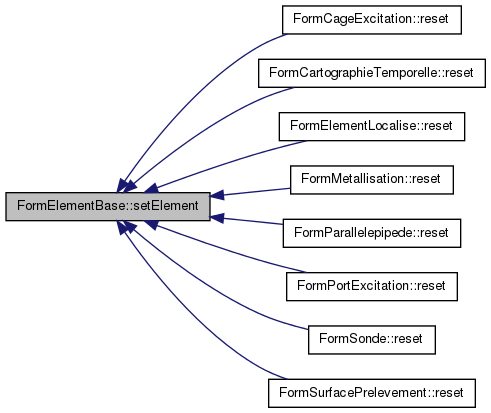 FormCageExcitation::reset
FormCartographieTemporelle::reset
FormElementLocalise::reset
FormMetallisation::reset
FormElementBase::setElement
FormParallelepipede::reset
FormPortExcitation::reset
FormSonde::reset
FormSurfacePrelevement::reset